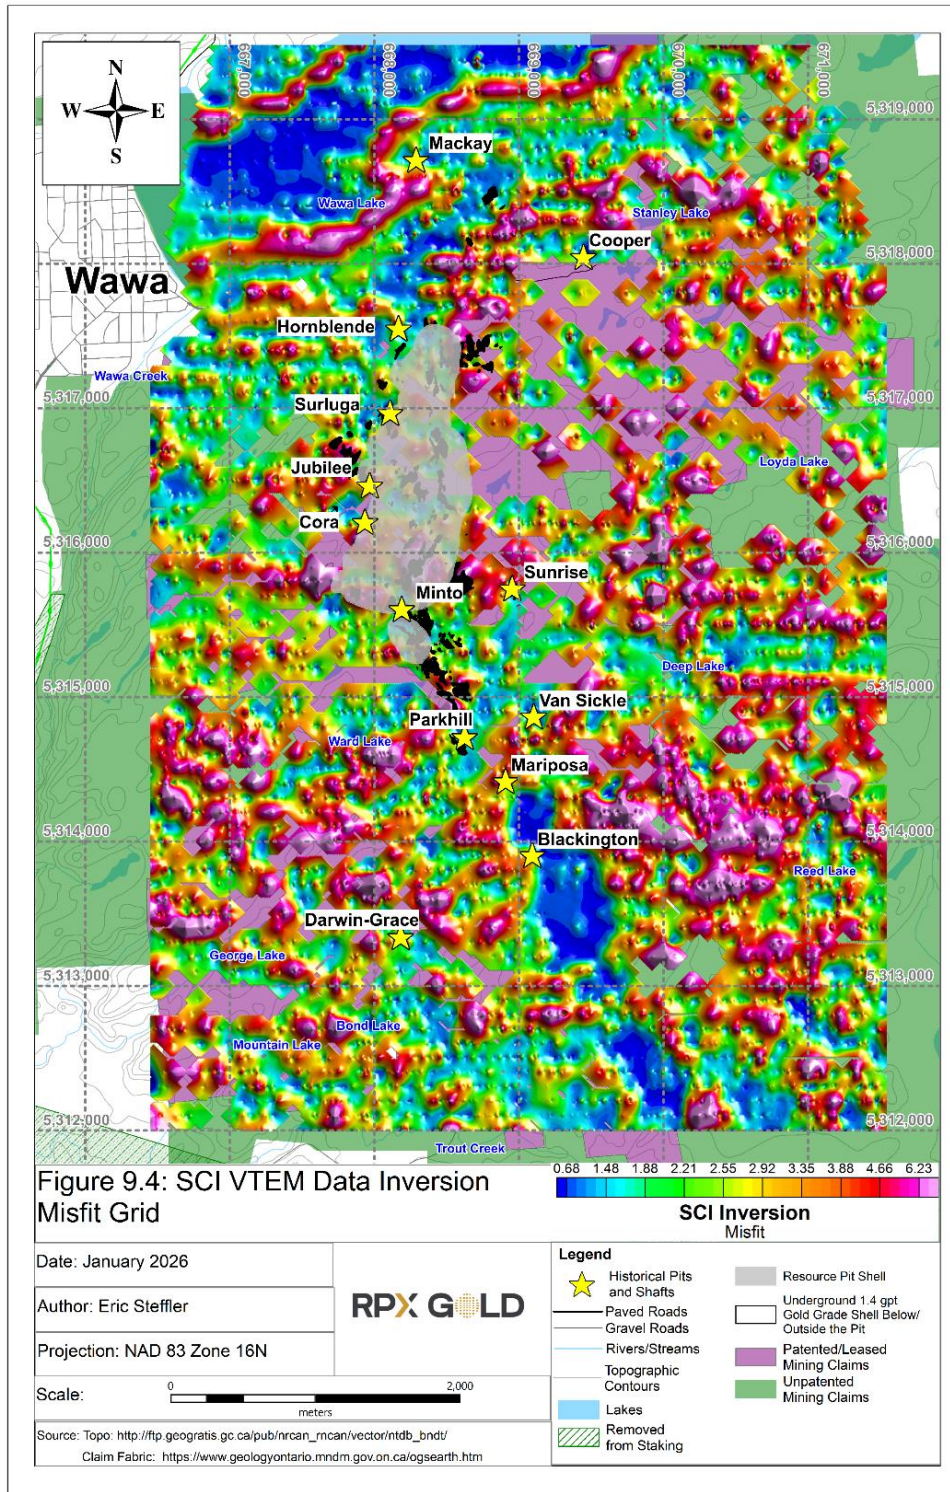 N
W E
S
667,000
668,000
669,000
670,000
671,000
5,319,000
5,319,000
Mackay
Wawa Lake
Stanley Lake
Cooper
5,318,000
5,318,000
Wawa
Hornblende
Wawa Creek
5,317,000
5,317,000
Surluga
Jubilee
Loyda Lake
Cora
5,316,000
5,316,000
Sunrise
Minto
Deep Lake
5,315,000
5,315,000
Van Sickle
Parkhill
Ward Lake
Mariposa
5,314,000
5,314,000
Blackington
Reed Lake
Darwin-Grace
George Lake
5,313,000
5,313,000
Bond Lake
Mountain Lake
5,312,000
5,312,000
Trout Creek
Figure 9.4: SCI VTEM Data Inversion
Misfit Grid
0.68 1.48 1.88 2.21 2.55 2.92 3.35 3.88 4.66 6.23
SCI Inversion
Misfit
Date: January 2026
Author: Eric Steffler
Projection: NAD 83 Zone 16N
Scale:
0 2,000
meters
RPX GOLD
Source: Topo: http://ftp.geogratis.gc.ca/pub/nrcan_rncan/vector/ntdb_bndt/
Claim Fabric: https://www.geologyontario.mndm.gov.on.ca/ogsearth.htm
Legend
Historical Pits
and Shafts
Paved Roads
Gravel Roads
Rivers/Streams
Topographic
Contours
Lakes
Removed
from Staking
Resource Pit Shell
Underground 1.4 gpt
Gold Grade Shell Below/
Outside the Pit
Patented/Leased
Mining Claims
Unpatented
Mining Claims